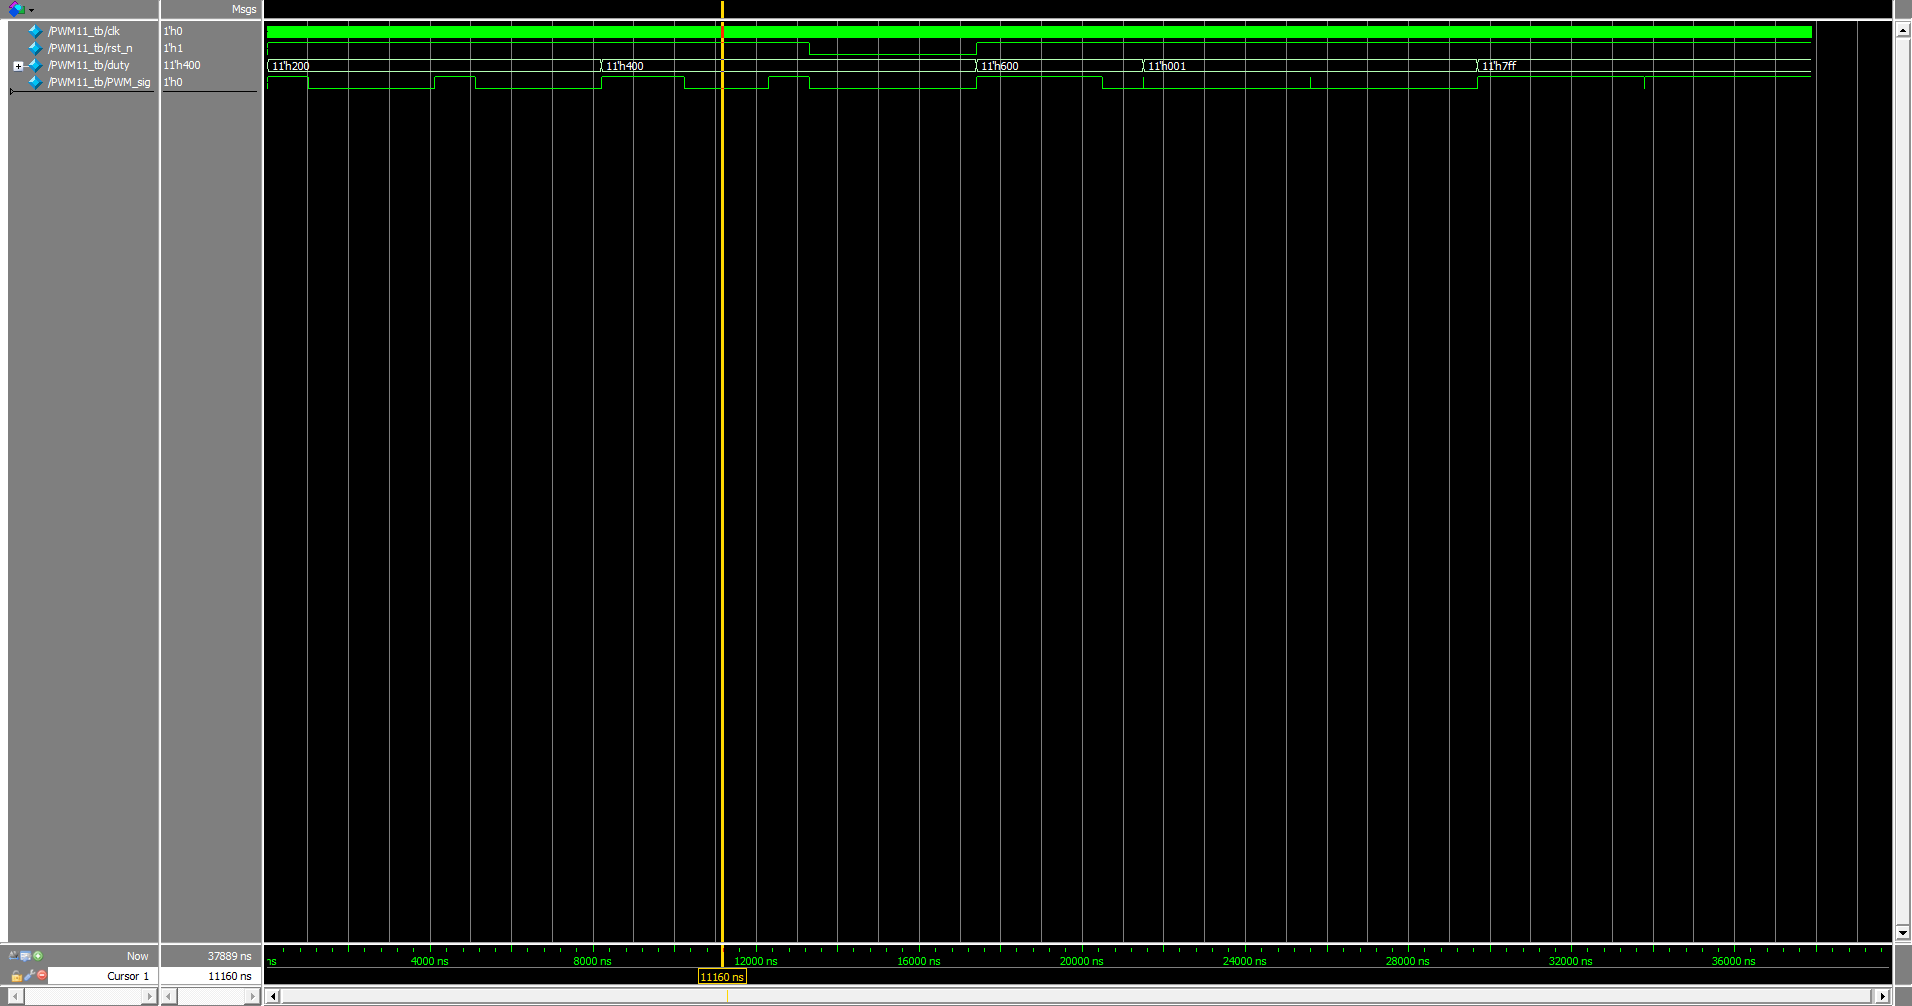 Msgs
/PWM11_tb/clk 1'h0
/PWM11_tb/rst_n 1'h1
/PWM11_tb/duty 11'h400 11'h200 11'h400 11'h600 11'h001 11'h7ff
/PWM11_tb/PWM_sig 1'h0
Now 37889 ns ns 4000 ns 8000 ns 12000 ns 16000 ns 20000 ns 24000 ns 28000 ns 32000 ns 36000 ns
Cursor 1 11160 ns 11160 ns